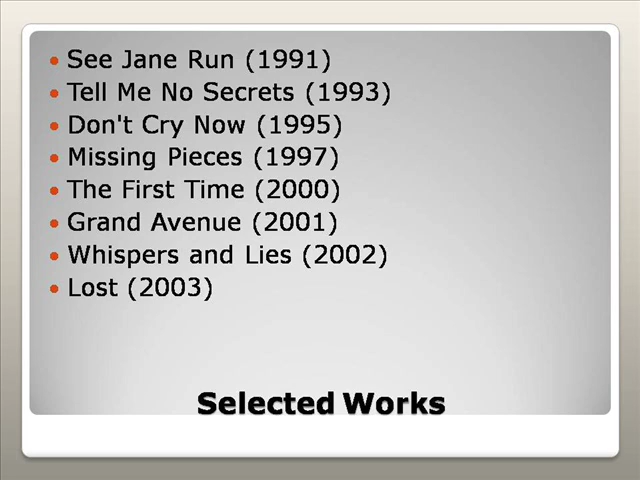 • See Jane Run (1991)
• Tell Me No Secrets (1993)
• Don't Cry Now (1995)
• Missing Pieces (1997)
• The First Time (2000)
• Grand Avenue (2001)
• Whispers and Lies (2002)
• Lost (2003)
Selected Works